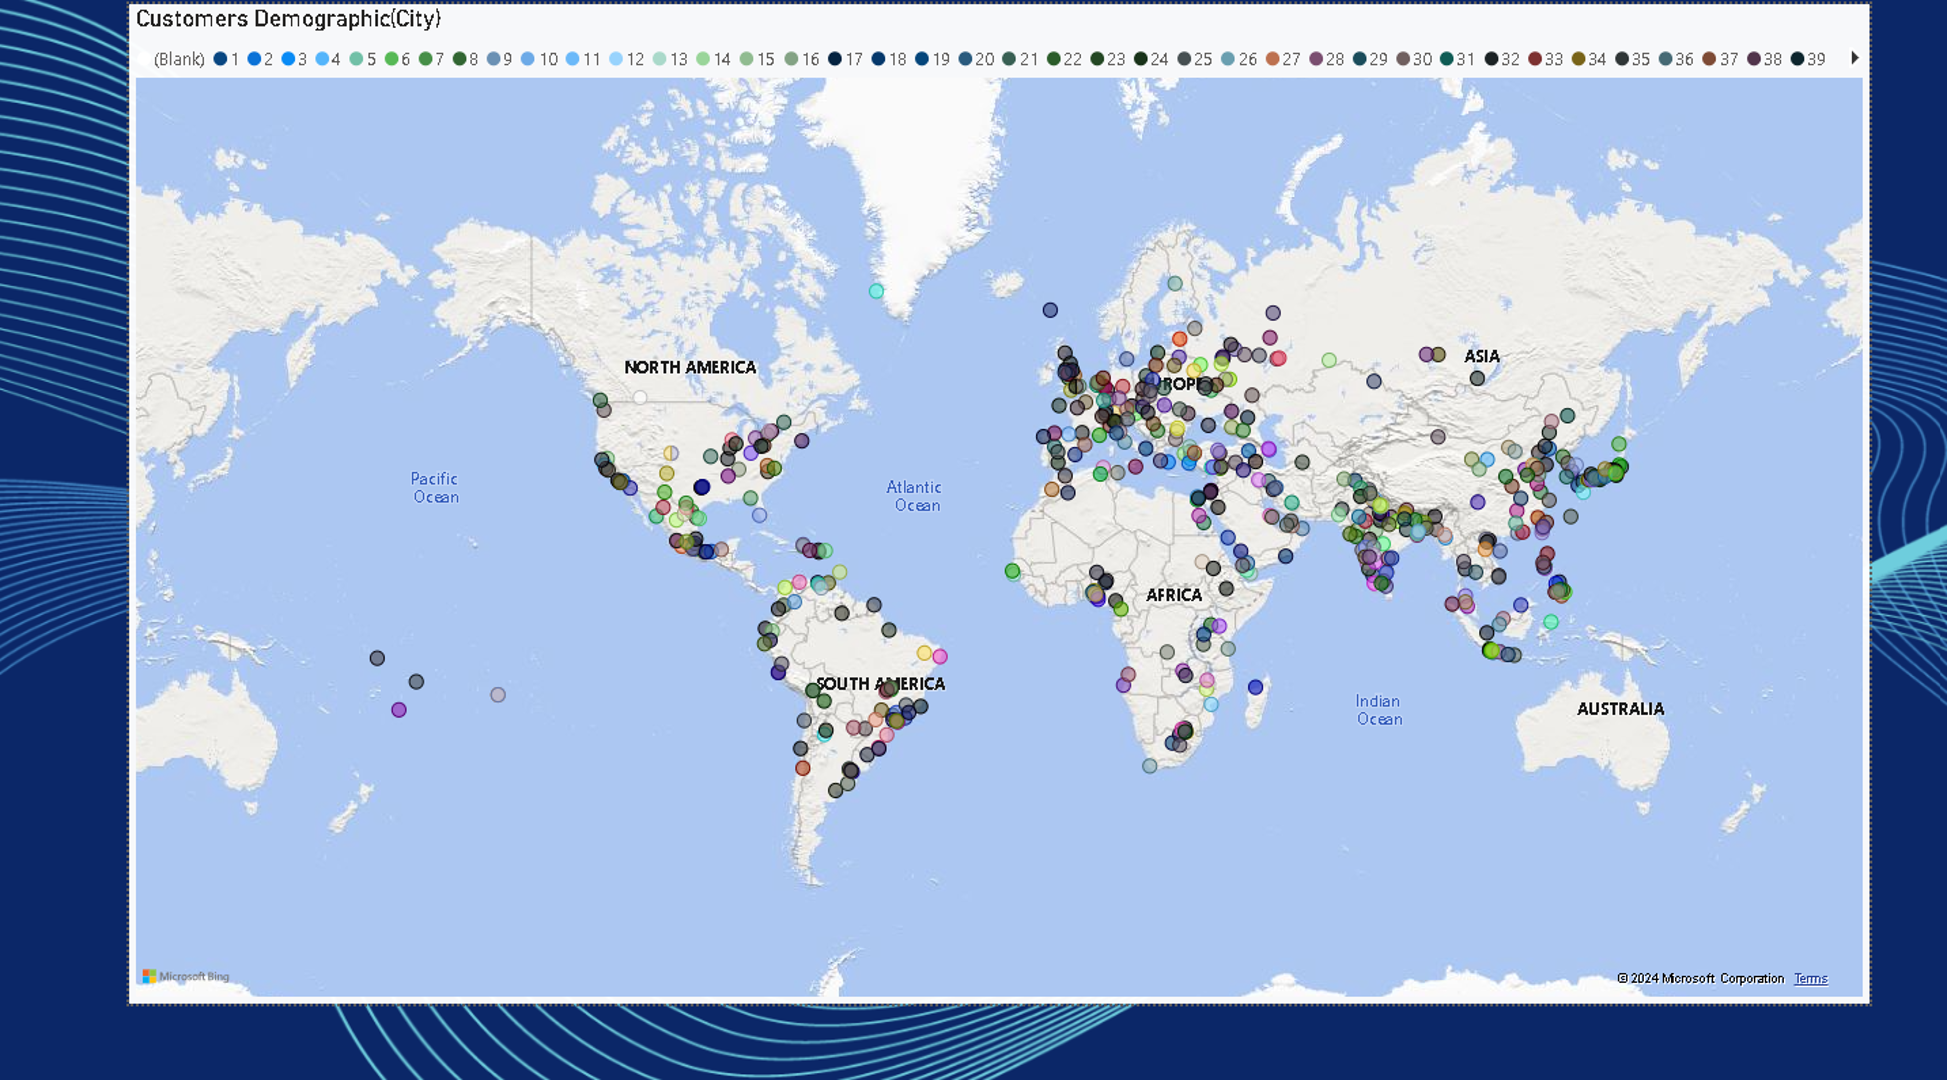 Customers Demographic(City)
(Blank) 1 2 3 4 5 6 7 8 9 10 11 12 13 14 15 16 17 18 19 20 21 22 23 24 25 26 27 28 29 30 31 32 33 34 35 36 37 38 39
ASIA
NORTH AMERICA
ROPE
Pacific
Ocean
Atlantic
Ocean
AFRICA
SOUTH AMERICA
Indian
Ocean
AUSTRALIA
Microsoft Bing
© 2024 Microsoft Corporation Terms